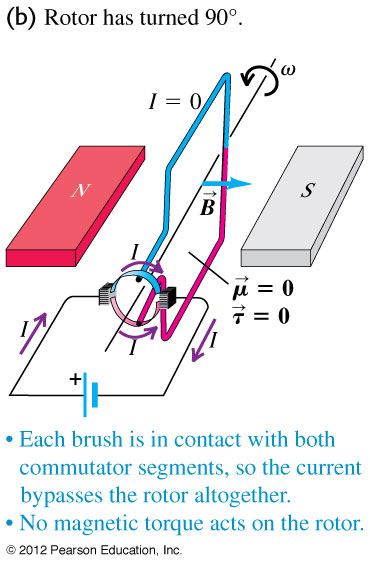 (b) Rotor has turned 90°.
ω
I = 0
N
S
B⃗
I
μ⃗ = 0
τ⃗ = 0
I
I
I
+
• Each brush is in contact with both
commutator segments, so the current
bypasses the rotor altogether.
• No magnetic torque acts on the rotor.
© 2012 Pearson Education, Inc.